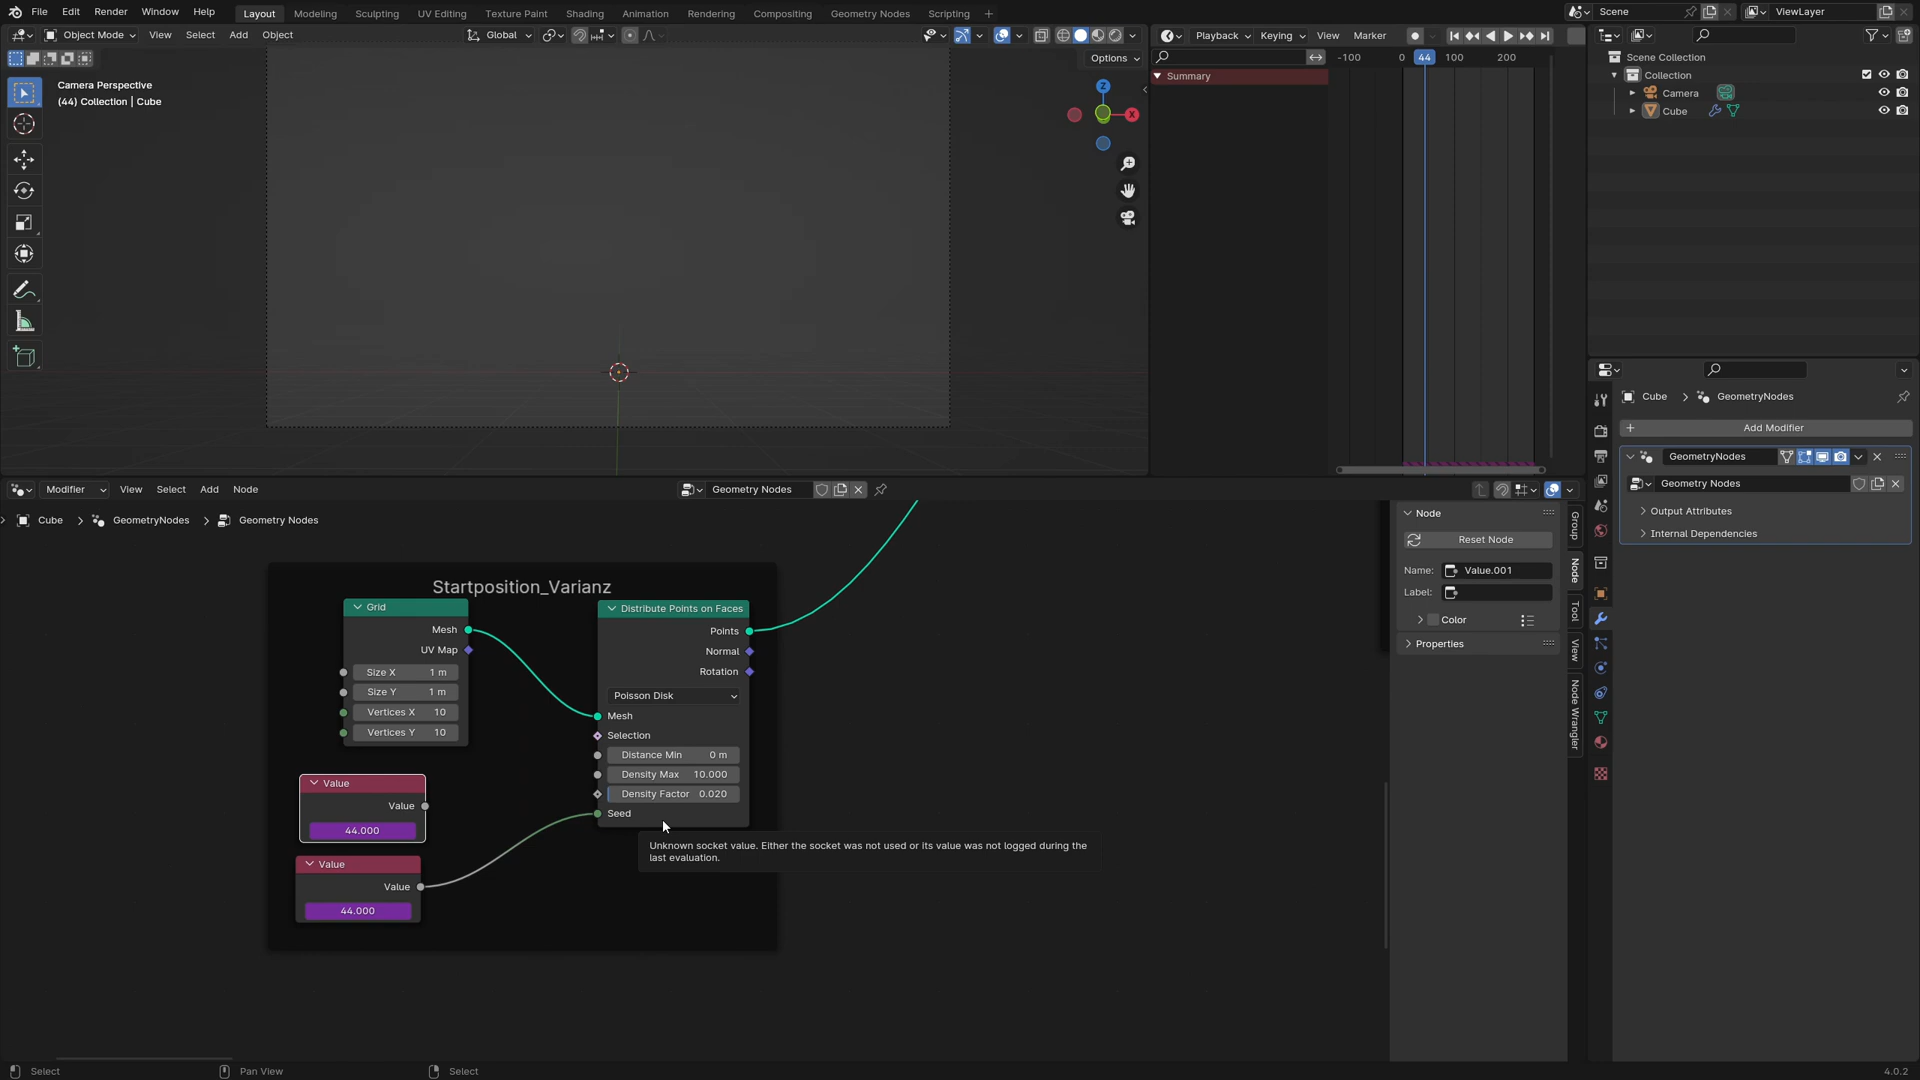 File Edit Render Window Help Layout Modeling Sculpting UV Editing Texture Paint Shading Animation Rendering Compositing Geometry Nodes Scripting Scene ViewLayer
Object Mode View Select Add Object Global
Playback Keying View Marker
Options
-100 0 44 100 200
Summary
Camera Perspective
(44) Collection | Cube
Z
X
Scene Collection
Collection
Camera
Cube
Cube GeometryNodes
Add Modifier
GeometryNodes
Geometry Nodes
Output Attributes
Internal Dependencies
Modifier View Select Add Node Geometry Nodes
Cube GeometryNodes Geometry Nodes
Startposition_Varianz
Grid
Mesh
UV Map
Size X 1 m
Size Y 1 m
Vertices X 10
Vertices Y 10
Value
Value
44.000
Value
Value
44.000
Distribute Points on Faces
Points
Normal
Rotation
Poisson Disk
Mesh
Selection
Distance Min 0 m
Density Max 10.000
Density Factor 0.020
Seed
Unknown socket value. Either the socket was not used or its value was not logged during the
last evaluation.
Node
Reset Node
Name: Value.001
Label:
Color
Properties
Group
Node
Tool
View
Node Wrangler
Select Pan View Select 4.0.2